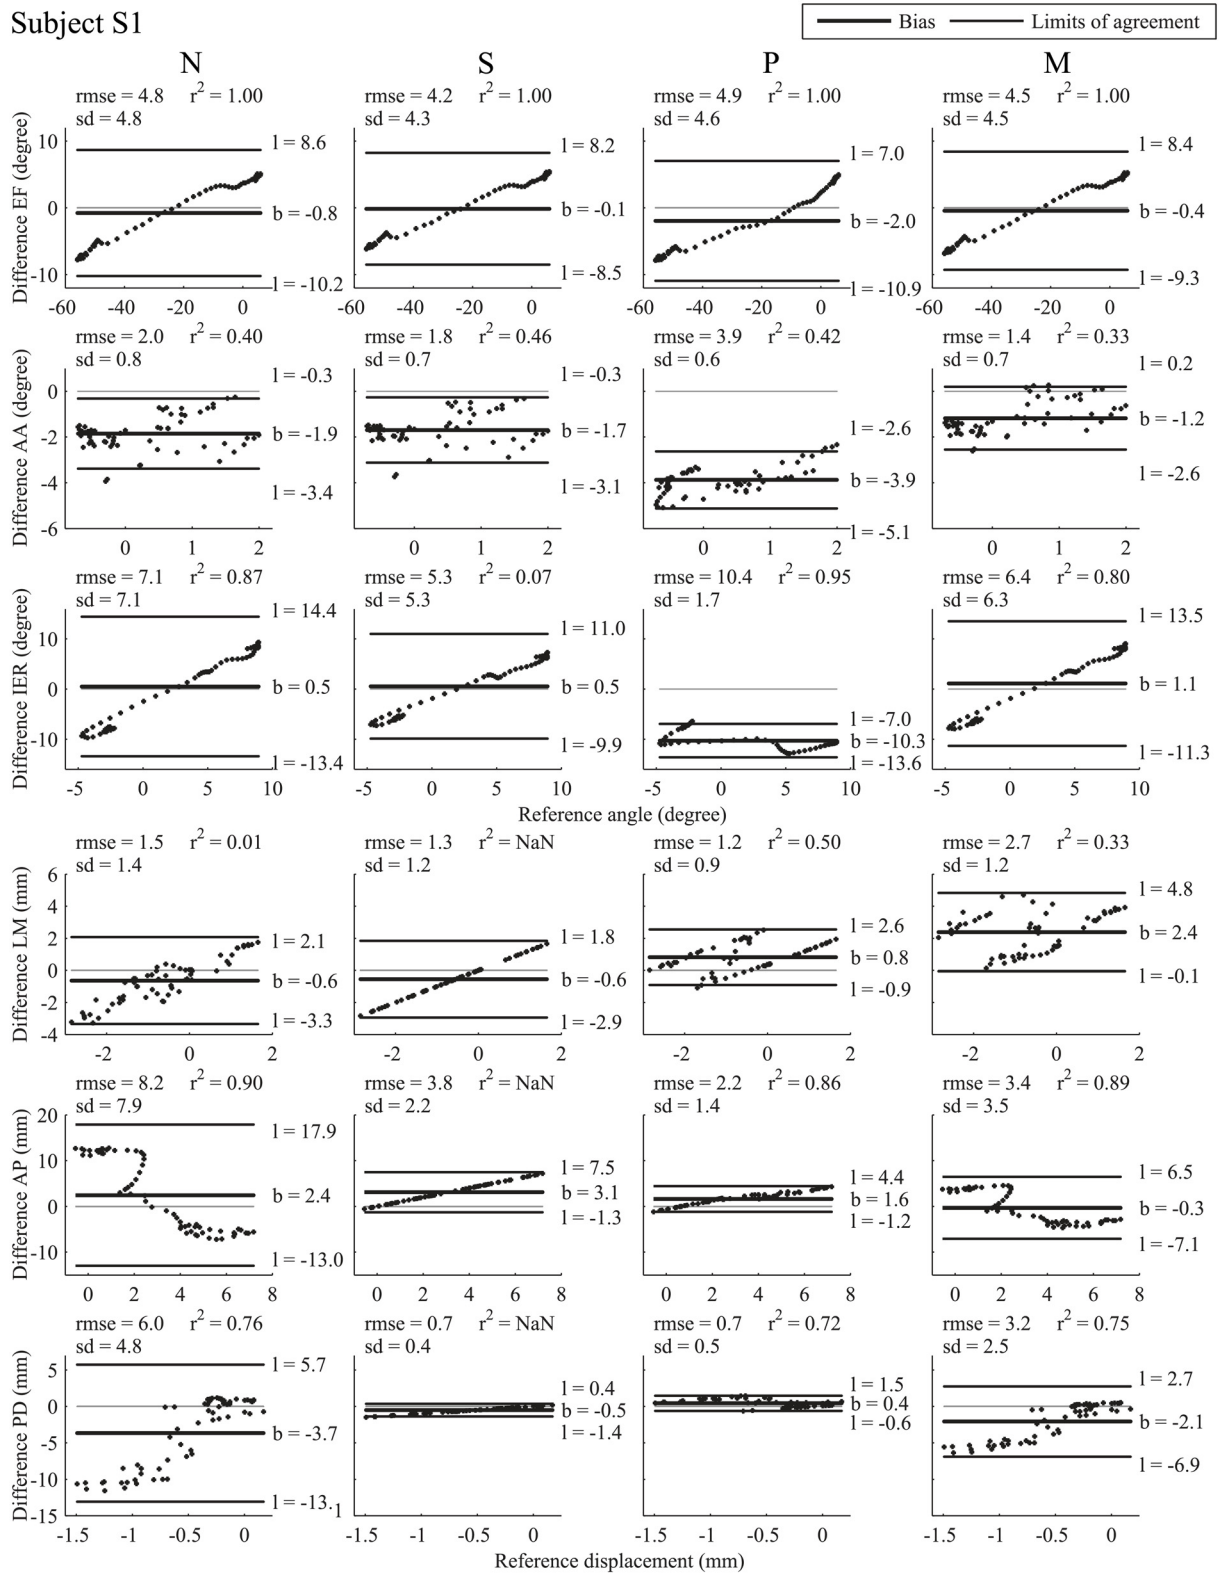 Subject S1
Bias Limits of agreement
N S P M
rmse = 4.8 r² = 1.00 rmse = 4.2 r² = 1.00 rmse = 4.9 r² = 1.00 rmse = 4.5 r² = 1.00
sd = 4.8 sd = 4.3 sd = 4.6 sd = 4.5
Difference EF (degree)
10 0 -10
l = 8.6 l = 8.2 l = 7.0 l = 8.4
b = -0.8 b = -0.1 b = -2.0 b = -0.4
l = -10.2 l = -8.5 l = -10.9 l = -9.3
-60 -40 -20 0 -60 -40 -20 0 -60 -40 -20 0 -60 -40 -20 0
rmse = 2.0 r² = 0.40 rmse = 1.8 r² = 0.46 rmse = 3.9 r² = 0.42 rmse = 1.4 r² = 0.33
sd = 0.8 sd = 0.7 sd = 0.6 sd = 0.7
Difference AA (degree)
0 -2 -4 -6
l = -0.3 l = -0.3 l = -2.6 l = 0.2
b = -1.9 b = -1.7 b = -3.9 b = -1.2
l = -3.4 l = -3.1 l = -5.1 l = -2.6
0 1 2 0 1 2 0 1 2 0 1 2
rmse = 7.1 r² = 0.87 rmse = 5.3 r² = 0.07 rmse = 10.4 r² = 0.95 rmse = 6.4 r² = 0.80
sd = 7.1 sd = 5.3 sd = 1.7 sd = 6.3
Difference IER (degree)
10 0 -10
l = 14.4 l = 11.0 l = -7.0 l = 13.5
b = 0.5 b = 0.5 b = -10.3 b = 1.1
l = -13.4 l = -9.9 l = -13.6 l = -11.3
-5 0 5 10 -5 0 5 10 -5 0 5 10 -5 0 5 10
Reference angle (degree)
rmse = 1.5 r² = 0.01 rmse = 1.3 r² = NaN rmse = 1.2 r² = 0.50 rmse = 2.7 r² = 0.33
sd = 1.4 sd = 1.2 sd = 0.9 sd = 1.2
Difference LM (mm)
6 4 2 0 -2 -4
l = 2.1 l = 1.8 l = 2.6 l = 4.8
b = -0.6 b = -0.6 b = 0.8 b = 2.4
l = -3.3 l = -2.9 l = -0.9 l = -0.1
-2 0 2 -2 0 2 -2 0 2 -2 0 2
rmse = 8.2 r² = 0.90 rmse = 3.8 r² = NaN rmse = 2.2 r² = 0.86 rmse = 3.4 r² = 0.89
sd = 7.9 sd = 2.2 sd = 1.4 sd = 3.5
Difference AP (mm)
20 10 0 -10
l = 17.9 l = 7.5 l = 4.4 l = 6.5
b = 2.4 b = 3.1 b = 1.6 b = -0.3
l = -13.0 l = -1.3 l = -1.2 l = -7.1
0 2 4 6 8 0 2 4 6 8 0 2 4 6 8 0 2 4 6 8
rmse = 6.0 r² = 0.76 rmse = 0.7 r² = NaN rmse = 0.7 r² = 0.72 rmse = 3.2 r² = 0.75
sd = 4.8 sd = 0.4 sd = 0.5 sd = 2.5
Difference PD (mm)
5 0 -5 -10 -15
l = 5.7 l = 0.4 l = 1.5 l = 2.7
b = -3.7 b = -0.5 b = 0.4 b = -2.1
l = -13.1 l = -1.4 l = -0.6 l = -6.9
-1.5 -1 -0.5 0 -1.5 -1 -0.5 0 -1.5 -1 -0.5 0 -1.5 -1 -0.5 0
Reference displacement (mm)